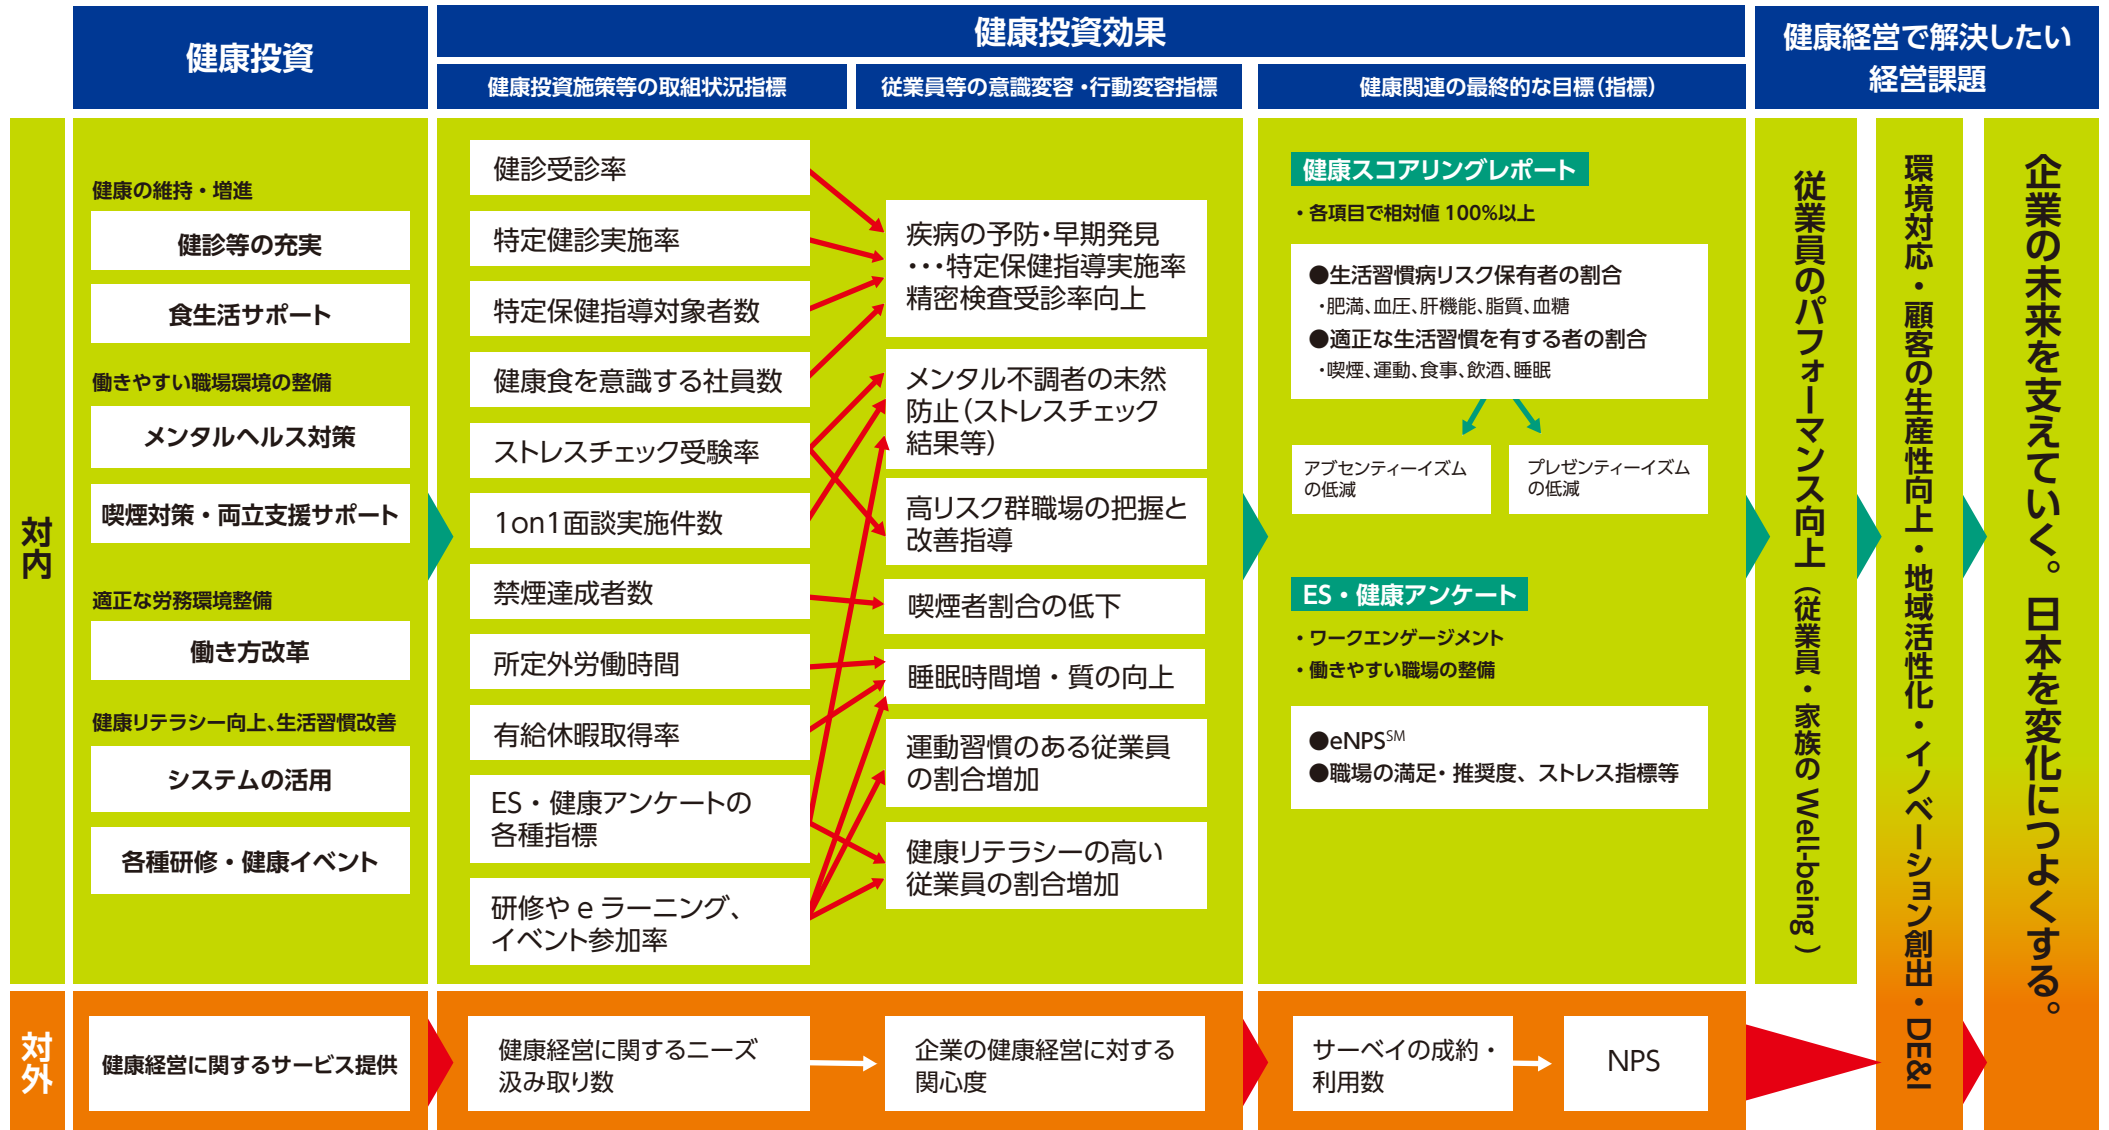 健康投資
健康投資効果
健康経営で解決したい
経営課題
健康投資施策等の取組状況指標
従業員等の意識変容・行動変容指標
健康関連の最終的な目標(指標)
対内
健康の維持・増進
健診等の充実
食生活サポート
働きやすい職場環境の整備
メンタルヘルス対策
喫煙対策・両立支援サポート
適正な労務環境整備
働き方改革
健康リテラシー向上、生活習慣改善
システムの活用
各種研修・健康イベント
健診受診率
特定健診実施率
特定保健指導対象者数
健康食を意識する社員数
ストレスチェック受験率
1on1面談実施件数
禁煙達成者数
所定外労働時間
有給休暇取得率
ES・健康アンケートの
各種指標
研修や e ラーニング、
イベント参加率
疾病の予防・早期発見
・・・特定保健指導実施率
精密検査受診率向上
メンタル不調者の未然
防止(ストレスチェック
結果等)
高リスク群職場の把握と
改善指導
喫煙者割合の低下
睡眠時間増・質の向上
運動習慣のある従業員
の割合増加
健康リテラシーの高い
従業員の割合増加
健康スコアリングレポート
・各項目で相対値 100%以上
●生活習慣病リスク保有者の割合
・肥満、血圧、肝機能、脂質、血糖
●適正な生活習慣を有する者の割合
・喫煙、運動、食事、飲酒、睡眠
アブセンティーイズム
の低減
プレゼンティーイズム
の低減
ES・健康アンケート
・ワークエンゲージメント
・働きやすい職場の整備
●eNPSSM
●職場の満足・推奨度、ストレス指標等
従業員のパフォーマンス向上(従業員・家族の Well-being )
環境対応・顧客の生産性向上・地域活性化・イノベーション創出・DE&I
企業の未来を支えていく。日本を変化につよくする。
対外
健康経営に関するサービス提供
健康経営に関するニーズ
汲み取り数
企業の健康経営に対する
関心度
サーベイの成約・
利用数
NPS